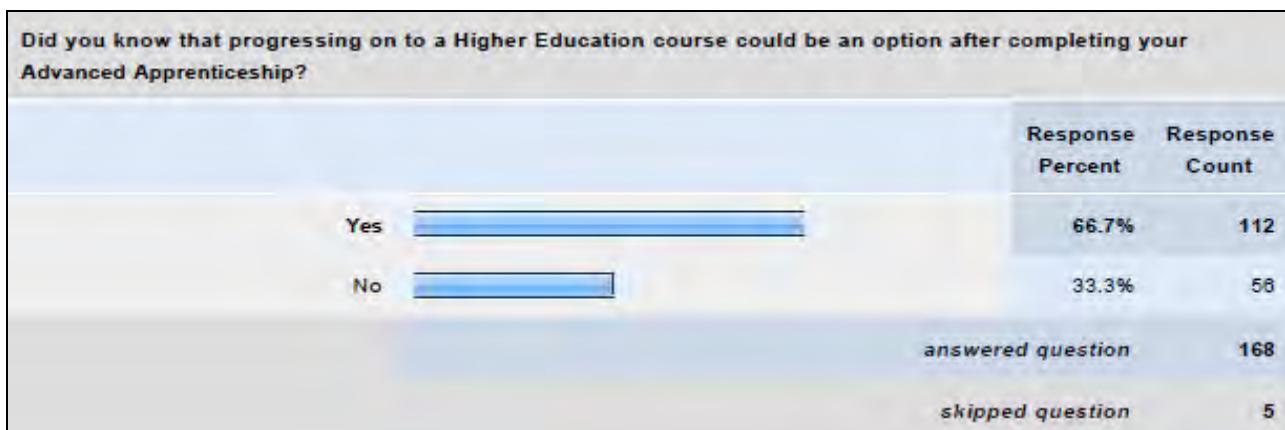 Did you know that progressing on to a Higher Education course could be an option after completing your
Advanced Apprenticeship?
Response Percent Response Count
Yes 66.7% 112
No 33.3% 56
answered question 168
skipped question 5